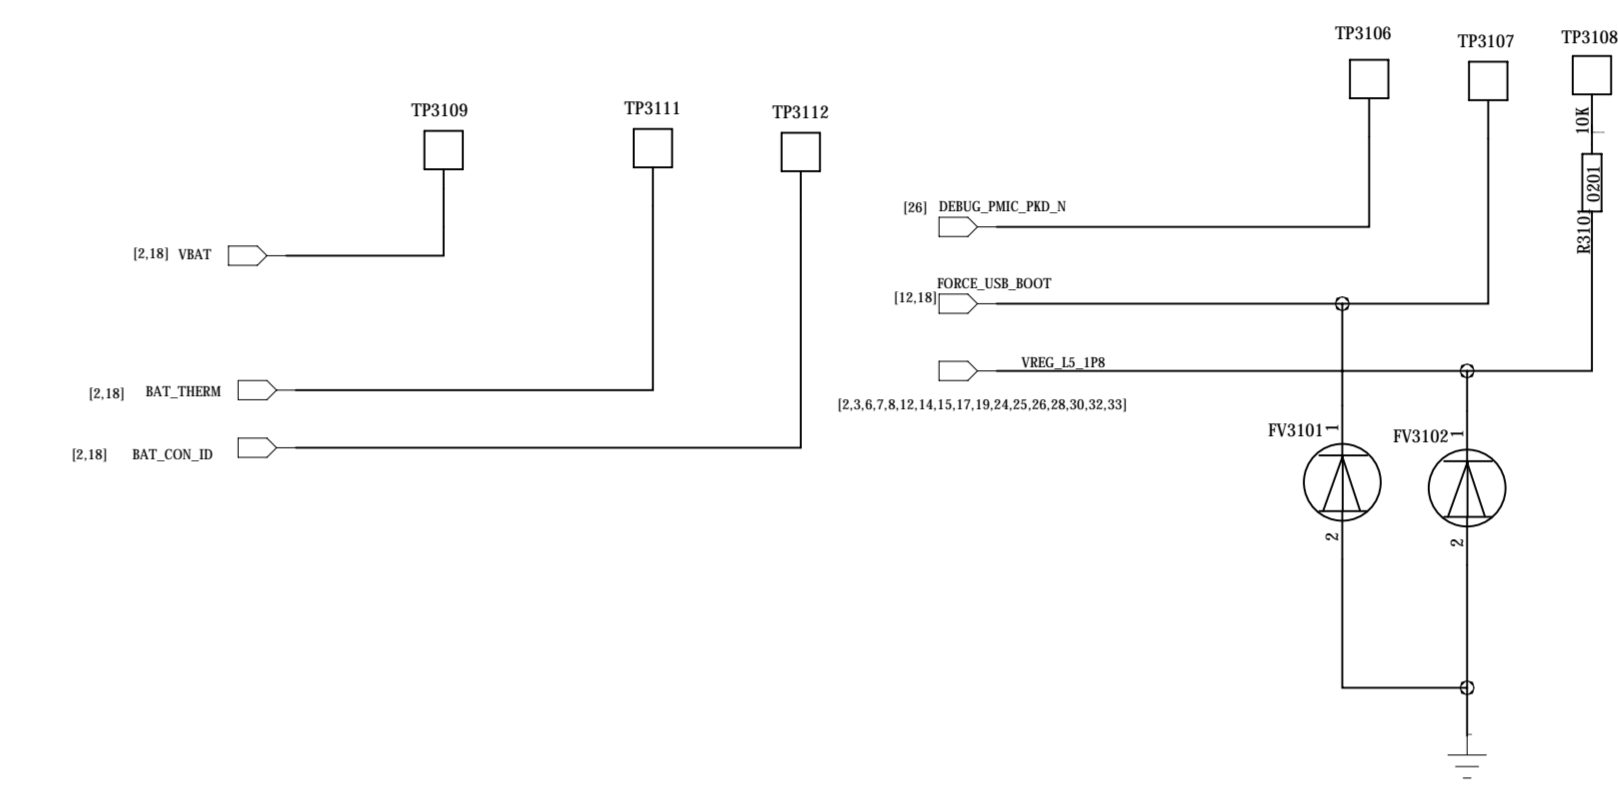 TP3106
TP3107
TP3108
TP3109
TP3111
TP3112
10K
0201
R3101
[26] DEBUG_PMIC_PKD_N
[2,18] VBAT
FORCE_USB_BOOT
[12,18]
VREG_L5_1P8
[2,18] BAT_THERM
[2,3,6,7,8,12,14,15,17,19,24,25,26,28,30,32,33]
FV3101 1
FV3102 1
[2,18] BAT_CON_ID
2
2